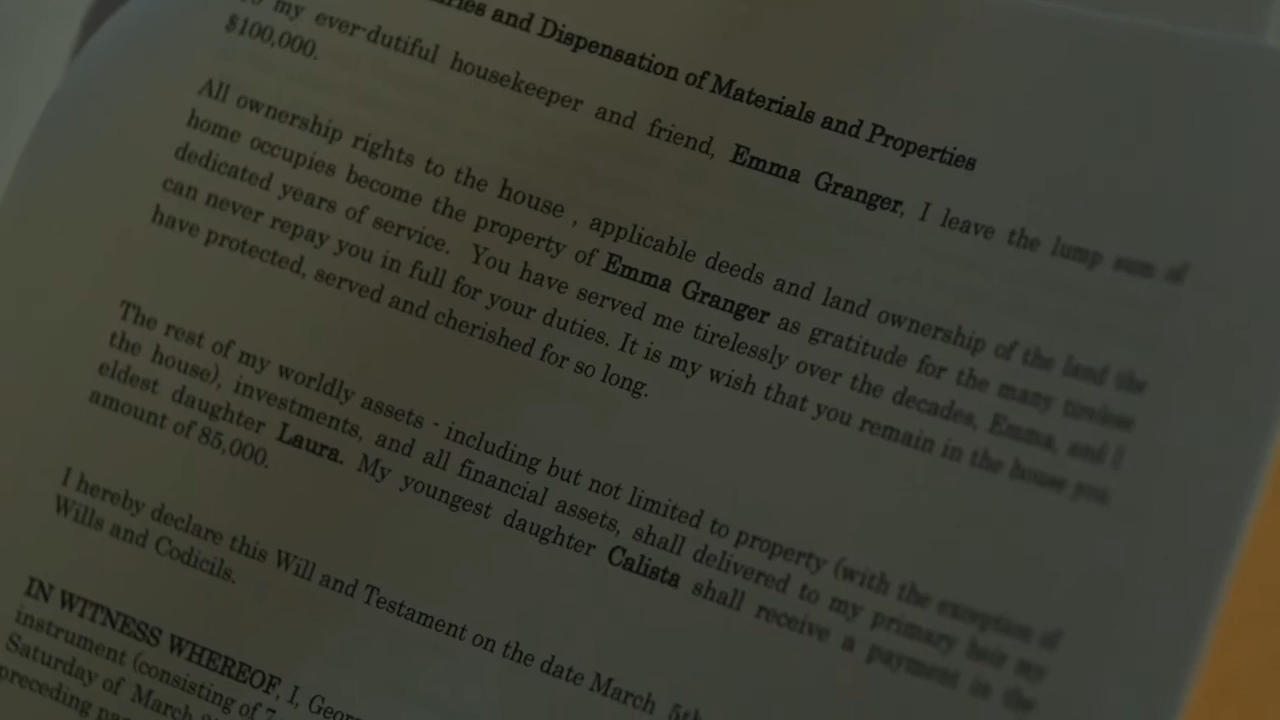 ries and Dispensation of Materials and Properties
my ever-dutiful housekeeper and friend, Emma Granger, I leave the lump sum of
$100,000.
All ownership rights to the house , applicable deeds and land ownership of the land the
home occupies become the property of Emma Granger as gratitude for the many tireless
dedicated years of service. You have served me tirelessly over the decades, Emma, and I
can never repay you in full for your duties. It is my wish that you remain in the house you
have protected, served and cherished for so long.
The rest of my worldly assets - including but not limited to property (with the exception of
the house), investments, and all financial assets, shall delivered to my primary heir my
eldest daughter Laura. My youngest daughter Calista shall receive a payment in the
amount of 85,000.
I hereby declare this Will and Testament on the date March 5th
Wills and Codicils.
IN WITNESS WHEREOF, I, Geor
instrument (consisting of 7
Saturday of March
preceding